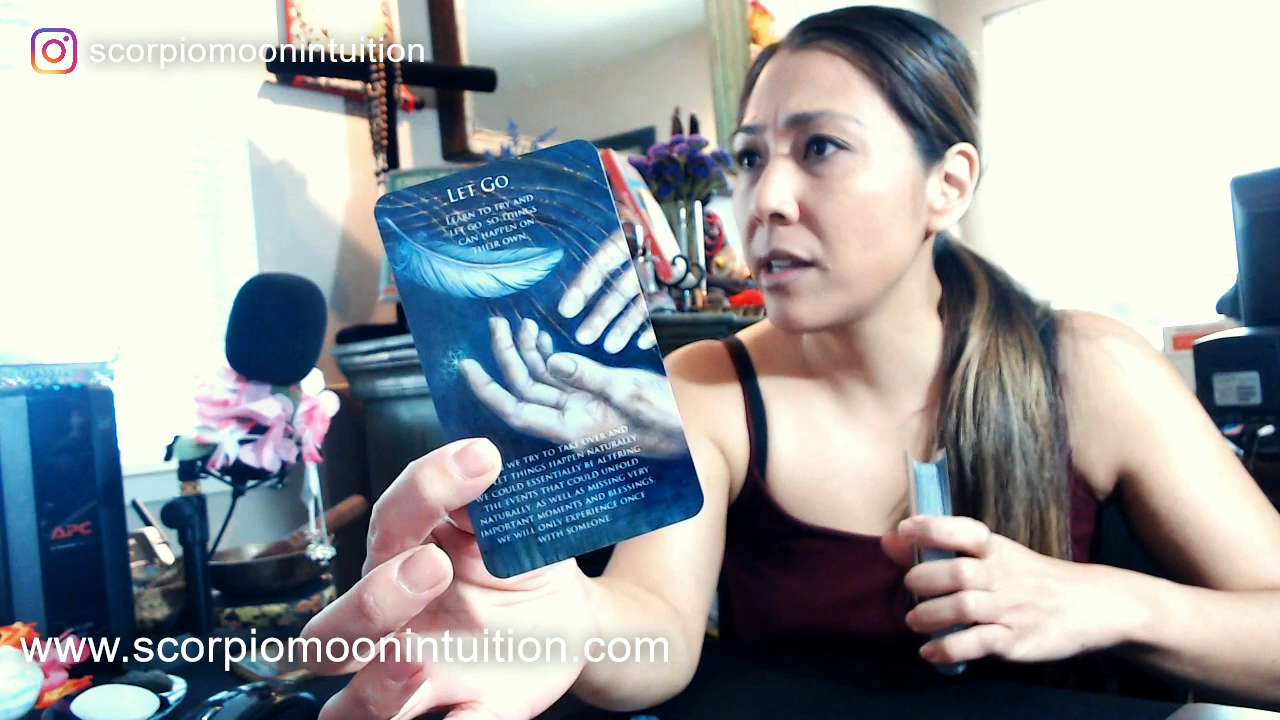 scorpiomoonintuition
LET GO
LEARN TO TRY AND
LET GO, SO THINGS
CAN HAPPEN ON
THEIR OWN.
WE TRY TO TAKE OVER AND
LET THINGS HAPPEN NATURALLY
WE COULD ESSENTIALLY BE ALTERING
THE EVENTS THAT COULD UNFOLD
NATURALLY, AS WELL AS MISSING VERY
IMPORTANT MOMENTS AND BLESSINGS,
WE WILL ONLY EXPERIENCE ONCE
WITH SOMEONE.
APC
www.scorpiomoonintuition.com